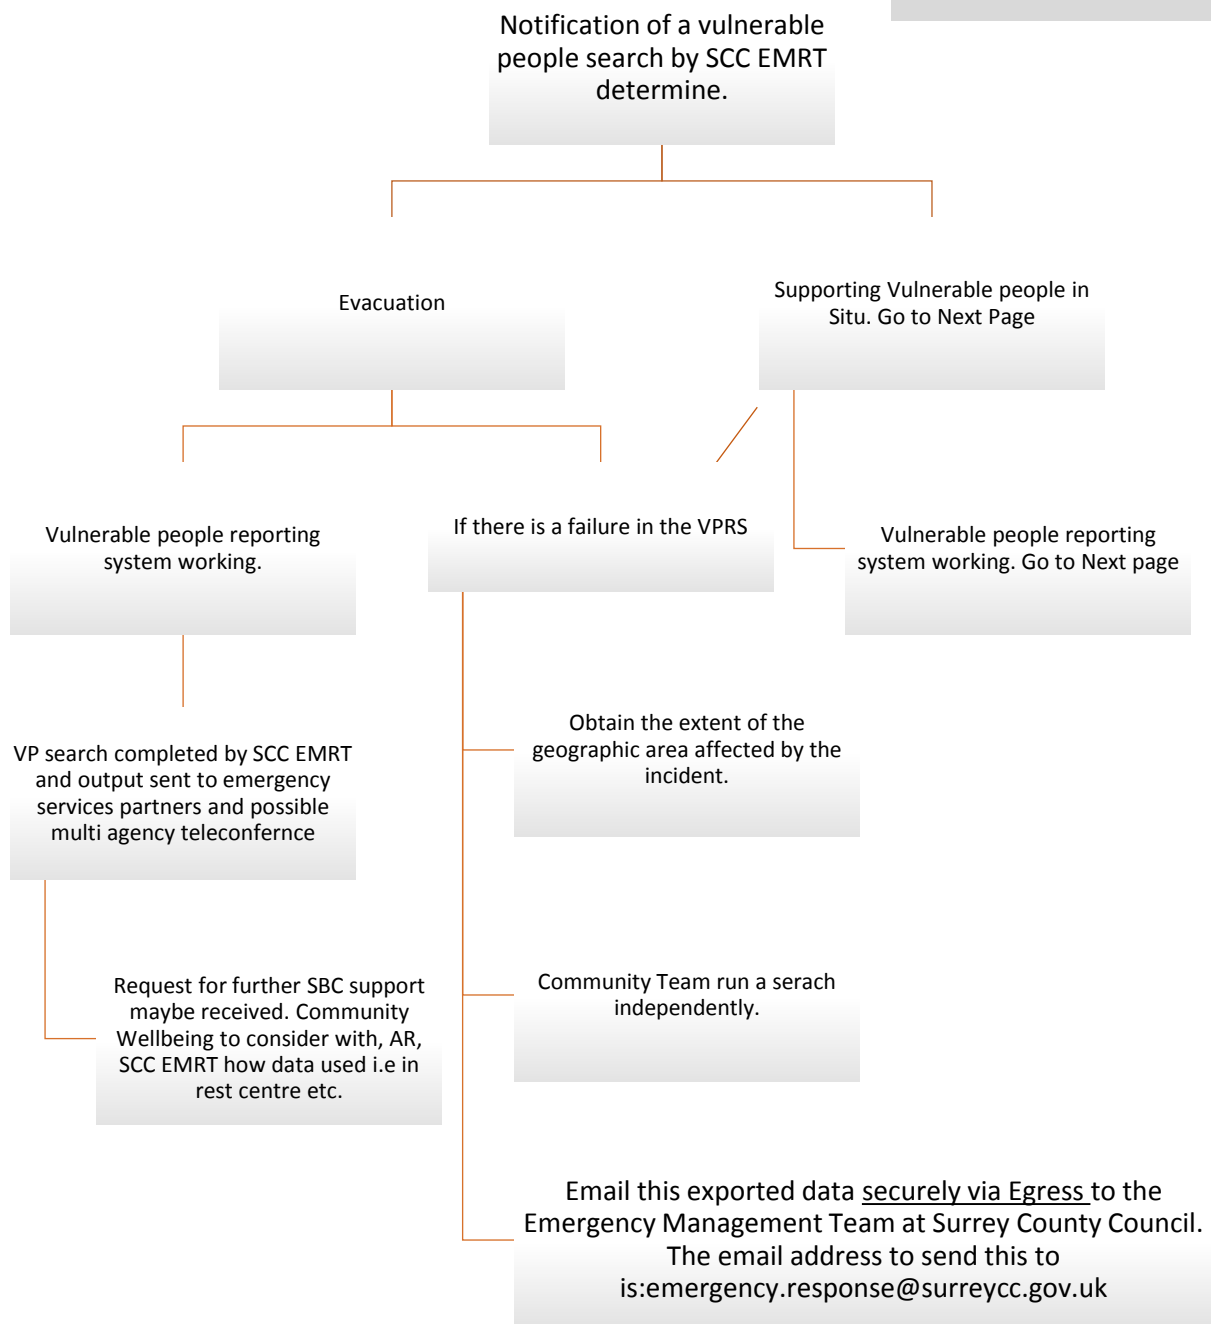 Notification of a vulnerable
people search by SCC EMRT
determine.
Evacuation
Supporting Vulnerable people in
Situ. Go to Next Page
Vulnerable people reporting
system working.
If there is a failure in the VPRS
Vulnerable people reporting
system working. Go to Next page
VP search completed by SCC EMRT
and output sent to emergency
services partners and possible
multi agency teleconfernce
Obtain the extent of the
geographic area affected by the
incident.
Request for further SBC support
maybe received. Community
Wellbeing to consider with, AR,
SCC EMRT how data used i.e in
rest centre etc.
Community Team run a serach
independently.
Email this exported data securely via Egress to the
Emergency Management Team at Surrey County Council.
The email address to send this to
is:emergency.response@surreycc.gov.uk